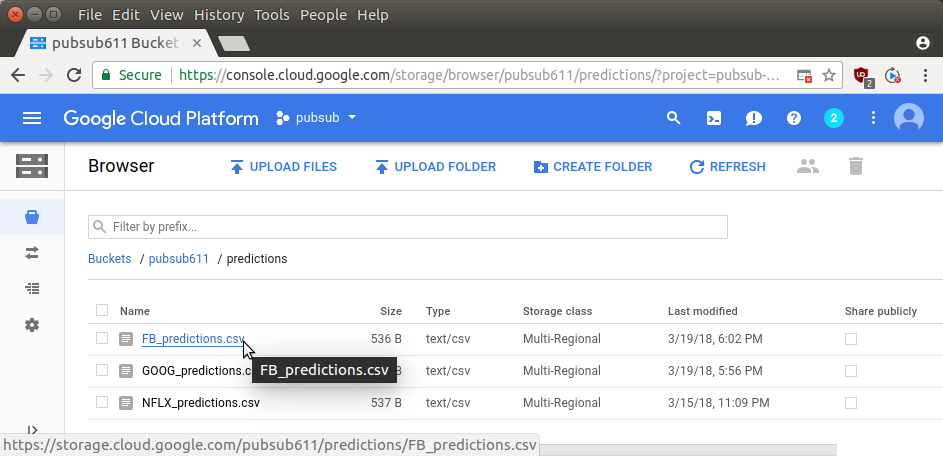 File Edit View History Tools People Help
pubsub611 Bucket
Secure https://console.cloud.google.com/storage/browser/pubsub611/predictions/?project=pubsub-... 2
Google Cloud Platform pubsub 2
Browser UPLOAD FILES UPLOAD FOLDER CREATE FOLDER REFRESH
Filter by prefix...
Buckets / pubsub611 / predictions
Name Size Type Storage class Last modified Share publicly
FB_predictions.csv 536 B text/csv Multi-Regional 3/19/18, 6:02 PM
FB_predictions.csv
GOOG_predictions.c B text/csv Multi-Regional 3/19/18, 5:56 PM
NFLX_predictions.csv 537 B text/csv Multi-Regional 3/15/18, 11:09 PM
https://storage.cloud.google.com/pubsub611/predictions/FB_predictions.csv